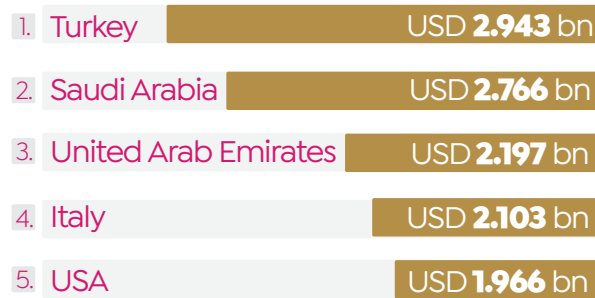 1. Turkey USD 2.943 bn
2. Saudi Arabia USD 2.766 bn
3. United Arab Emirates USD 2.197 bn
4. Italy USD 2.103 bn
5. USA USD 1.966 bn